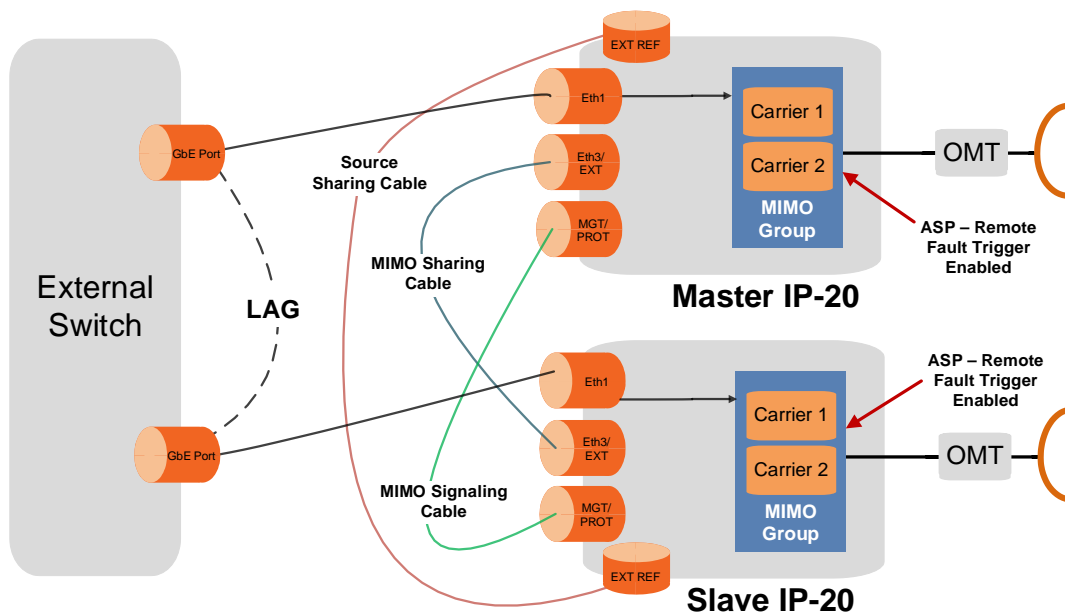 EXT REF
Eth1
Carrier 1
GbE Port
Source
Sharing Cable
Eth3/
EXT
Carrier 2
OMT
MIMO
Group
MGT/
PROT
ASP – Remote
Fault Trigger
Enabled
MIMO Sharing
Cable
External
Switch
LAG
Master IP-20
Eth1
ASP – Remote
Fault Trigger
Enabled
Carrier 1
GbE Port
Eth3/
EXT
Carrier 2
OMT
MIMO Signaling
Cable
MGT/
PROT
MIMO
Group
EXT REF
Slave IP-20